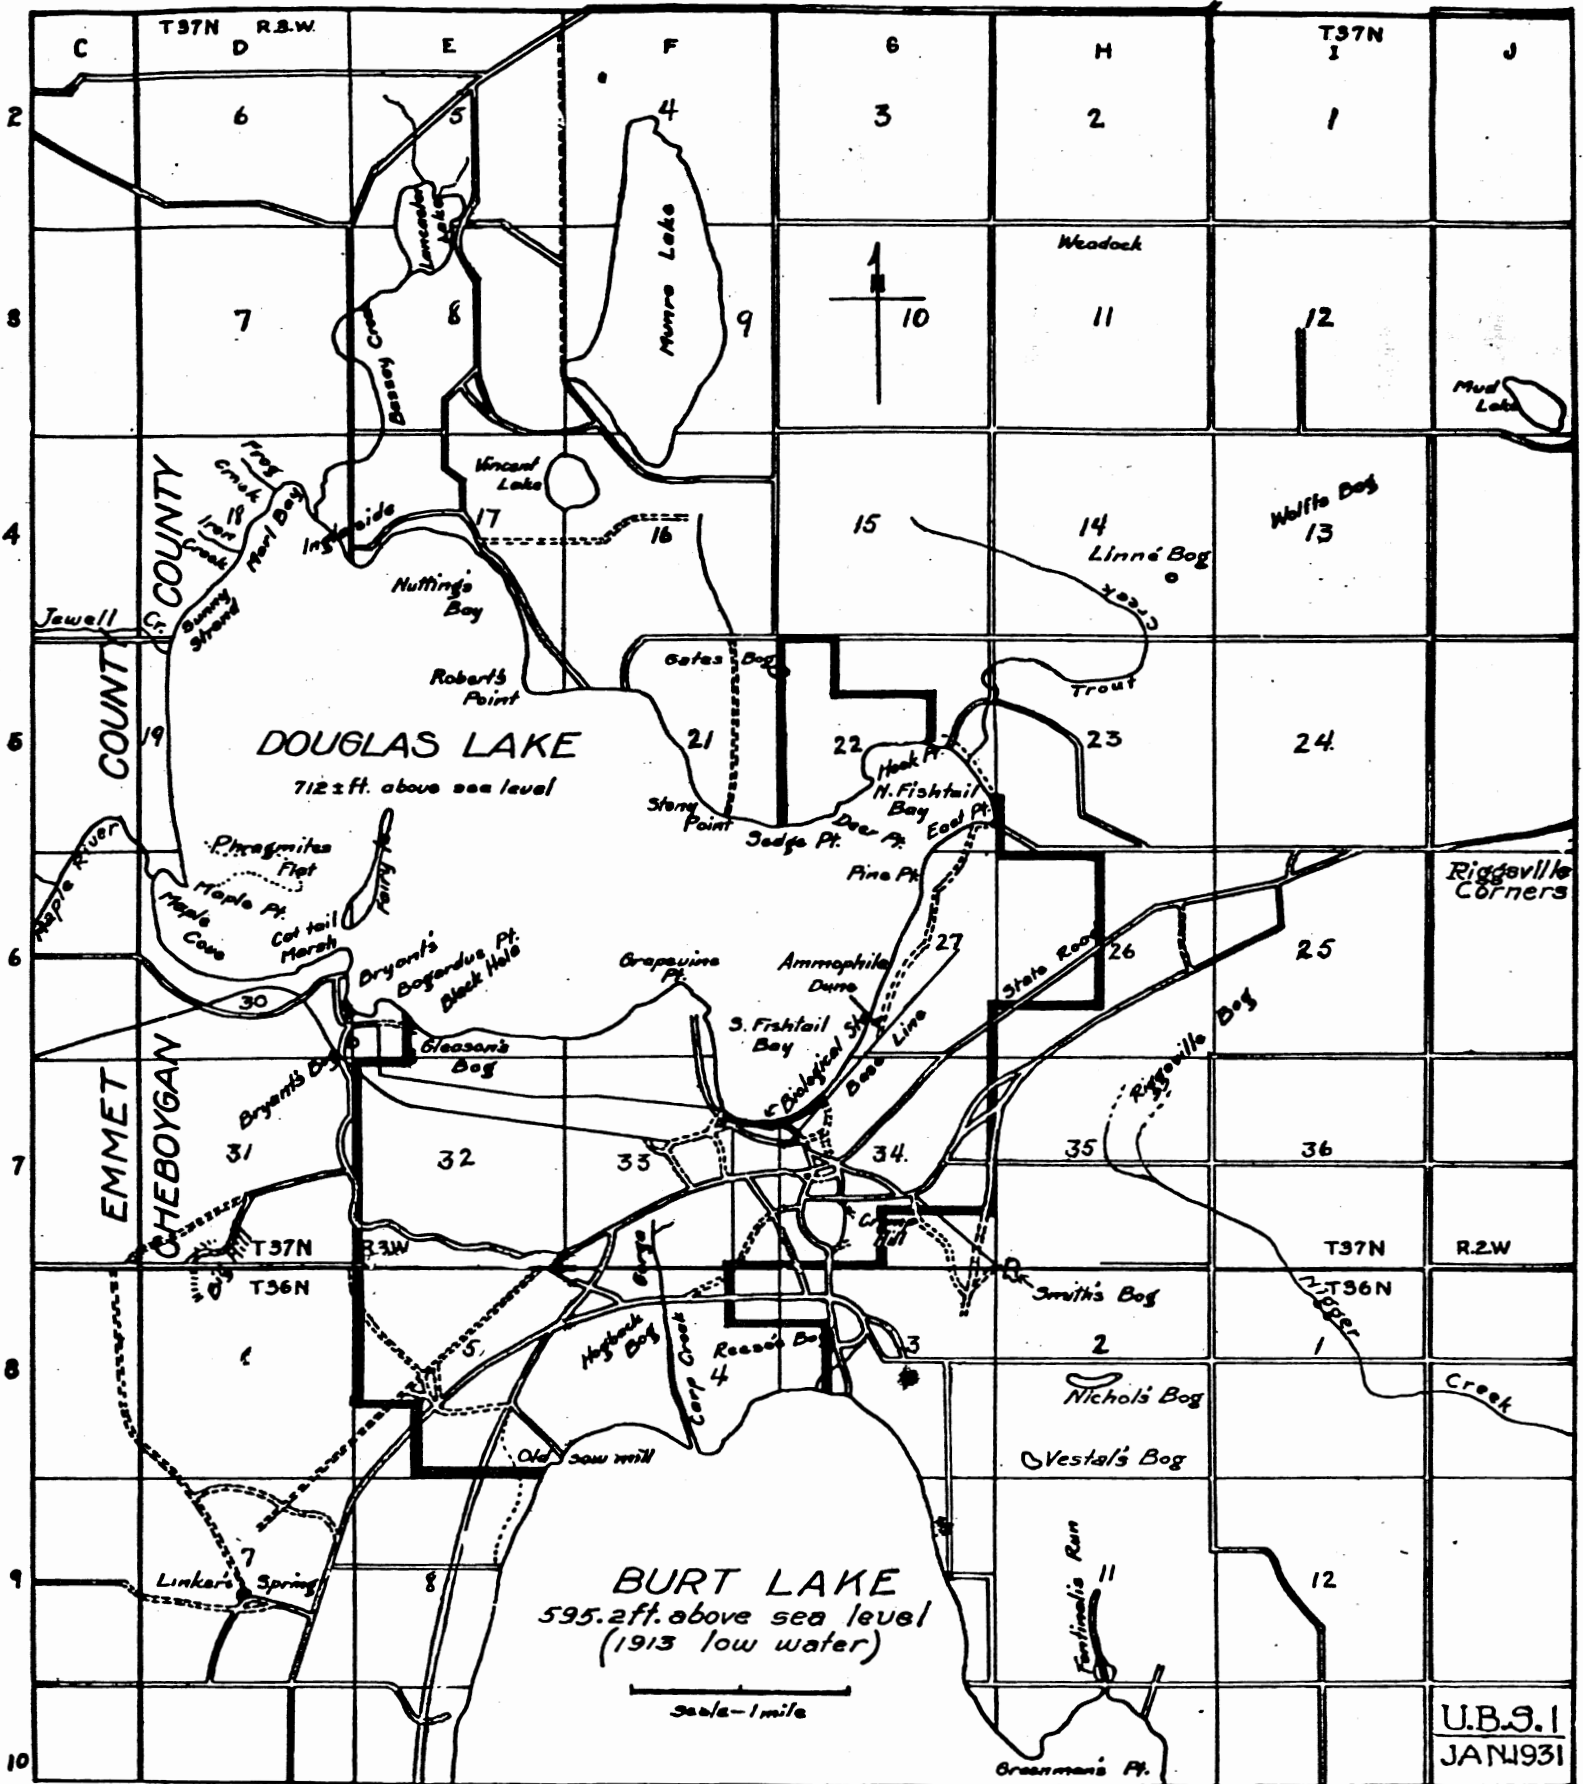 T37N R.3.W.
T37N
C
D
E
F
G
H
I
J
2
6
5
4
3
2
1
Lancaster
Lake
Munro Lake
Weadock
3
7
8
9
10
11
12
N
Bessey Creek
Mud
Lake
Frog
Creek
18
Iron
Creek
Marl Bay
Ingleside
Vincent
Lake
17
16
15
14
Linné Bog
Wolffs Bog
13
4
COUNTY
Nutting's
Bay
Creek
Jewell Cr.
Sunny
Strand
Gates Bog
Robert's
Point
Trout
COUNTY
5
19
DOUGLAS LAKE
712±ft. above sea level
21
22
23
24
Hook Pt.
N. Fishtail
Bay
Stony
Point
Sedge Pt.
Deer Pt.
East Pt.
Maple River
Phragmites
Flat
Fairy Is.
Pine Pt.
Riggsville
Corners
Maple Pt.
Maple
Cove
Cat tail
Marsh
6
Bryant's
Bogardus Pt.
Black Hole
Grapevine
Pt.
Ammophila
Dune
27
State Road
26
25
30
S. Fishtail
Bay
Gleason's
Bog
Biological Sta.
Base Line
Riggsville Bog
Bryant's Bog
EMMET
CHEBOYGAN
7
31
32
33
34
35
36
Gorge
T37N R3W
T37N R.2W
T36N
T36N
Smith's Bog
Nigger
Creek
8
5
Hogback
Bog
Carp Creek
Reese's Bog
4
3
2
1
Nichol's Bog
Old saw mill
Vestal's Bog
9
7
Linker's Spring
8
BURT LAKE
595.2ft. above sea level
(1913 low water)
Fontinalis Run
11
12
scale-1 mile
U.B.S.1
JAN.1931
10
Greenman's Pt.